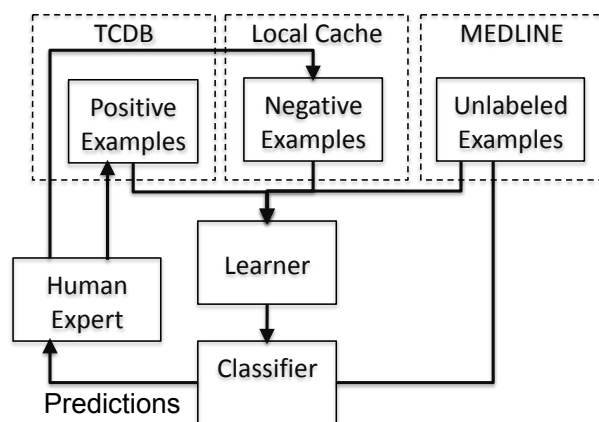 TCDB
Local Cache
MEDLINE
Positive
Examples
Negative
Examples
Unlabeled
Examples
Learner
Human
Expert
Classifier
Predictions